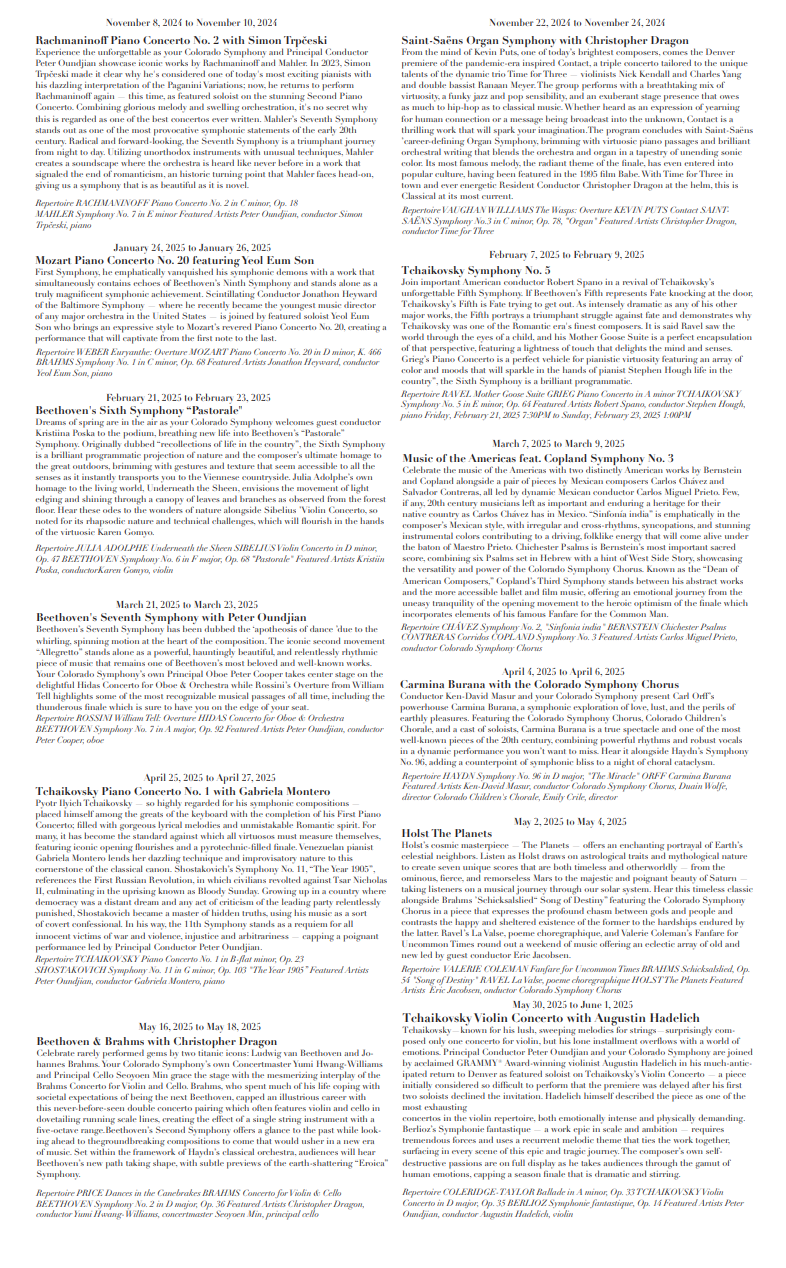 November 8, 2024 to November 10, 2024
Rachmaninoff Piano Concerto No. 2 with Simon Trpčeski
Experience the unforgettable as your Colorado Symphony and Principal Conductor
Peter Oundjian showcase iconic works by Rachmaninoff and Mahler. In 2023, Simon
Trpčeski made it clear why he's considered one of today's most exciting pianists with
his dazzling interpretation of the Paganini Variations; now, he returns to perform
Rachmaninoff again — this time, as featured soloist on the stunning Second Piano
Concerto. Combining glorious melody and swelling orchestration, it's no secret why
this is regarded as one of the best concertos ever written. Mahler's Seventh Symphony
stands out as one of the most provocative symphonic statements of the early 20th
century. Radical and forward-looking, the Seventh Symphony is a triumphant journey
from night to day. Utilizing unorthodox instruments with unusual techniques, Mahler
creates a soundscape where the orchestra is heard like never before in a work that
signaled the end of romanticism, an historic turning point that Mahler faces head-on,
giving us a symphony that is as beautiful as it is novel.
Repertoire RACHMANINOFF Piano Concerto No. 2 in C minor, Op. 18
MAHLER Symphony No. 7 in E minor Featured Artists Peter Oundjian, conductor Simon
Trpčeski, piano
January 24, 2025 to January 26, 2025
Mozart Piano Concerto No. 20 featuring Yeol Eum Son
First Symphony, he emphatically vanquished his symphonic demons with a work that
simultaneously contains echoes of Beethoven's Ninth Symphony and stands alone as a
truly magnificent symphonic achievement. Scintillating Conductor Jonathon Heyward
of the Baltimore Symphony — where he recently became the youngest music director
of any major orchestra in the United States — is joined by featured soloist Yeol Eum
Son who brings an expressive style to Mozart's revered Piano Concerto No. 20, creating a
performance that will captivate from the first note to the last.
Repertoire WEBER Euryanthe: Overture MOZART Piano Concerto No. 20 in D minor, K. 466
BRAHMS Symphony No. 1 in C minor, Op. 68 Featured Artists Jonathon Heyward, conductor
Yeol Eum Son, piano
February 21, 2025 to February 23, 2025
Beethoven's Sixth Symphony "Pastorale"
Dreams of spring are in the air as your Colorado Symphony welcomes guest conductor
Kristiina Poska to the podium, breathing new life into Beethoven's "Pastorale"
Symphony. Originally dubbed "recollections of life in the country", the Sixth Symphony
is a brilliant programmatic projection of nature and the composer's ultimate homage to
the great outdoors, brimming with gestures and texture that seem accessible to all the
senses as it instantly transports you to the Viennese countryside. Julia Adolphe's own
homage to the living world, Underneath the Sheen, envisions the movement of light
edging and shining through a canopy of leaves and branches as observed from the forest
floor. Hear these odes to the wonders of nature alongside Sibelius 'Violin Concerto, so
noted for its rhapsodic nature and technical challenges, which will flourish in the hands
of the virtuosic Karen Gomyo.
Repertoire JULIA ADOLPHE Underneath the Sheen SIBELIUS Violin Concerto in D minor,
Op. 47 BEETHOVEN Symphony No. 6 in F major, Op. 68 "Pastorale" Featured Artists Kristiin
Poska, conductorKaren Gomyo, violin
March 21, 2025 to March 23, 2025
Beethoven's Seventh Symphony with Peter Oundjian
Beethoven's Seventh Symphony has been dubbed the 'apotheosis of dance 'due to the
whirling, spinning motion at the heart of the composition. The iconic second movement
"Allegretto" stands alone as a powerful, hauntingly beautiful, and relentlessly rhythmic
piece of music that remains one of Beethoven's most beloved and well-known works.
Your Colorado Symphony's own Principal Oboe Peter Cooper takes center stage on the
delightful Hidas Concerto for Oboe & Orchestra while Rossini's Overture from William
Tell highlights some of the most recognizable musical passages of all time, including the
thunderous finale which is sure to have you on the edge of your seat.
Repertoire ROSSINI William Tell: Overture HIDAS Concerto for Oboe & Orchestra
BEETHOVEN Symphony No. 7 in A major, Op. 92 Featured Artists Peter Oundjian, conductor
Peter Cooper, oboe
April 25, 2025 to April 27, 2025
Tchaikovsky Piano Concerto No. 1 with Gabriela Montero
Pyotr Ilyich Tchaikovsky — so highly regarded for his symphonic compositions —
placed himself among the greats of the keyboard with the completion of his First Piano
Concerto; filled with gorgeous lyrical melodies and unmistakable Romantic spirit. For
many, it has become the standard against which all virtuosos must measure themselves,
featuring iconic opening flourishes and a pyrotechnic-filled finale. Venezuelan pianist
Gabriela Montero lends her dazzling technique and improvisatory nature to this
cornerstone of the classical canon. Shostakovich's Symphony No. 11, "The Year 1905",
references the First Russian Revolution, in which civilians revolted against Tsar Nicholas
II, culminating in the uprising known as Bloody Sunday. Growing up in a country where
democracy was a distant dream and any act of criticism of the leading party relentlessly
punished, Shostakovich became a master of hidden truths, using his music as a sort
of covert confessional. In his way, the 11th Symphony stands as a requiem for all
innocent victims of war and violence, injustice and arbitrariness — capping a poignant
performance led by Principal Conductor Peter Oundjian.
Repertoire TCHAIKOVSKY Piano Concerto No. 1 in B-flat minor, Op. 23
SHOSTAKOVICH Symphony No. 11 in G minor, Op. 103 "The Year 1905" Featured Artists
Peter Oundjian, conductor Gabriela Montero, piano
May 16, 2025 to May 18, 2025
Beethoven & Brahms with Christopher Dragon
Celebrate rarely performed gems by two titanic icons: Ludwig van Beethoven and Jo-
hannes Brahms. Your Colorado Symphony's own Concertmaster Yumi Hwang-Williams
and Principal Cello Seoyoen Min grace the stage with the mesmerizing interplay of the
Brahms Concerto for Violin and Cello. Brahms, who spent much of his life coping with
societal expectations of being the next Beethoven, capped an illustrious career with
this never-before-seen double concerto pairing which often features violin and cello in
dovetailing running scale lines, creating the effect of a single string instrument with a
five-octave range.Beethoven's Second Symphony offers a glance to the past while look-
ing ahead to thegroundbreaking compositions to come that would usher in a new era
of music. Set within the framework of Haydn's classical orchestra, audiences will hear
Beethoven's new path taking shape, with subtle previews of the earth-shattering "Eroica"
Symphony.
Repertoire PRICE Dances in the Canebrakes BRAHMS Concerto for Violin & Cello
BEETHOVEN Symphony No. 2 in D major, Op. 36 Featured Artists Christopher Dragon,
conductor Yumi Hwang-Williams, concertmaster Seoyoen Min, principal cello
November 22, 2024 to November 24, 2024
Saint-Saëns Organ Symphony with Christopher Dragon
From the mind of Kevin Puts, one of today's brightest composers, comes the Denver
premiere of the pandemic-era inspired Contact, a triple concerto tailored to the unique
talents of the dynamic trio Time for Three — violinists Nick Kendall and Charles Yang
and double bassist Ranaan Meyer. The group performs with a breathtaking mix of
virtuosity, a funky jazz and pop sensibility, and an exuberant stage presence that owes
as much to hip-hop as to classical music. Whether heard as an expression of yearning
for human connection or a message being broadcast into the unknown, Contact is a
thrilling work that will spark your imagination.The program concludes with Saint-Saëns
'career-defining Organ Symphony, brimming with virtuosic piano passages and brilliant
orchestral writing that blends the orchestra and organ in a tapestry of unending sonic
color. Its most famous melody, the radiant theme of the finale, has even entered into
popular culture, having been featured in the 1995 film Babe. With Time for Three in
town and ever energetic Resident Conductor Christopher Dragon at the helm, this is
Classical at its most current.
Repertoire VAUGHAN WILLIAMS The Wasps: Overture KEVIN PUTS Contact SAINT-
SAËNS Symphony No.3 in C minor, Op. 78, "Organ" Featured Artists Christopher Dragon,
conductor Time for Three
February 7, 2025 to February 9, 2025
Tchaikovsky Symphony No. 5
Join important American conductor Robert Spano in a revival of Tchaikovsky's
unforgettable Fifth Symphony. If Beethoven's Fifth represents Fate knocking at the door,
Tchaikovsky's Fifth is Fate trying to get out. As intensely dramatic as any of his other
major works, the Fifth portrays a triumphant struggle against fate and demonstrates why
Tchaikovsky was one of the Romantic era's finest composers. It is said Ravel saw the
world through the eyes of a child, and his Mother Goose Suite is a perfect encapsulation
of that perspective, featuring a lightness of touch that delights the mind and senses.
Grieg's Piano Concerto is a perfect vehicle for pianistic virtuosity featuring an array of
color and moods that will sparkle in the hands of pianist Stephen Hough life in the
country", the Sixth Symphony is a brilliant programmatic.
Repertoire RAVEL Mother Goose Suite GRIEG Piano Concerto in A minor TCHAIKOVSKY
Symphony No. 5 in E minor, Op. 64 Featured Artists Robert Spano, conductor Stephen Hough,
piano Friday, February 21, 2025 7:30PM to Sunday, February 23, 2025 1:00PM
March 7, 2025 to March 9, 2025
Music of the Americas feat. Copland Symphony No. 3
Celebrate the music of the Americas with two distinctly American works by Bernstein
and Copland alongside a pair of pieces by Mexican composers Carlos Chávez and
Salvador Contreras, all led by dynamic Mexican conductor Carlos Miguel Prieto. Few,
if any, 20th century musicians left as important and enduring a heritage for their
native country as Carlos Chávez has in Mexico. "Sinfonía india" is emphatically in the
composer's Mexican style, with irregular and cross-rhythms, syncopations, and stunning
instrumental colors contributing to a driving, folklike energy that will come alive under
the baton of Maestro Prieto. Chichester Psalms is Bernstein's most important sacred
score, combining six Psalms set in Hebrew with a hint of West Side Story, showcasing
the versatility and power of the Colorado Symphony Chorus. Known as the "Dean of
American Composers," Copland's Third Symphony stands between his abstract works
and the more accessible ballet and film music, offering an emotional journey from the
uneasy tranquility of the opening movement to the heroic optimism of the finale which
incorporates elements of his famous Fanfare for the Common Man.
Repertoire CHÁVEZ Symphony No. 2, "Sinfonía india" BERNSTEIN Chichester Psalms
CONTRERAS Corridos COPLAND Symphony No. 3 Featured Artists Carlos Miguel Prieto,
conductor Colorado Symphony Chorus
April 4, 2025 to April 6, 2025
Carmina Burana with the Colorado Symphony Chorus
Conductor Ken-David Masur and your Colorado Symphony present Carl Orff's
powerhouse Carmina Burana, a symphonic exploration of love, lust, and the perils of
earthly pleasures. Featuring the Colorado Symphony Chorus, Colorado Children's
Chorale, and a east of soloists, Carmina Burana is a true spectacle and one of the most
well-known pieces of the 20th century, combining powerful rhythms and robust vocals
in a dynamic performance you won't want to miss. Hear it alongside Haydn's Symphony
No. 96, adding a counterpoint of symphonic bliss to a night of choral cataclysm.
Repertoire HAYDN Symphony No. 96 in D major, "The Miracle" ORFF Carmina Burana
Featured Artists Ken-David Masur, conductor Colorado Symphony Chorus, Duain Wolfe,
director Colorado Children's Chorale, Emily Crile, director
May 2, 2025 to May 4, 2025
Holst The Planets
Holst's cosmic masterpiece — The Planets — offers an enchanting portrayal of Earth's
celestial neighbors. Listen as Holst draws on astrological traits and mythological nature
to create seven unique scores that are both timeless and otherworldly — from the
ominous, fierce, and remorseless Mars to the majestic and poignant beauty of Saturn —
taking listeners on a musical journey through our solar system. Hear this timeless classic
alongside Brahms 'Schicksalslied" Song of Destiny" featuring the Colorado Symphony
Chorus in a piece that expresses the profound chasm between gods and people and
contrasts the happy and sheltered existence of the former to the hardships endured by
the latter. Ravel's La Valse, poeme choregraphique, and Valerie Coleman's Fanfare for
Uncommon Times round out a weekend of music offering an eclectic array of old and
new led by guest conductor Eric Jacobsen.
Repertoire VALERIE COLEMAN Fanfare for Uncommon Times BRAHMS Schicksalslied, Op.
54 "Song of Destiny" RAVEL La Valse, poeme choregraphique HOLST The Planets Featured
Artists Eric Jacobsen, onductor Colorado Symphony Chorus
May 30, 2025 to June 1, 2025
Tchaikovsky Violin Concerto with Augustin Hadelich
Tchaikovsky—known for his lush, sweeping melodies for strings—surprisingly com-
posed only one concerto for violin, but his lone installment overflows with a world of
emotions. Principal Conductor Peter Oundjian and your Colorado Symphony are joined
by acclaimed GRAMMY® Award-winning violinist Augustin Hadelich in his much-antic-
ipated return to Denver as featured soloist on Tchaikovsky's Violin Concerto — a piece
initially considered so difficult to perform that the premiere was delayed after his first
two soloists declined the invitation. Hadelich himself described the piece as one of the
most exhausting
concertos in the violin repertoire, both emotionally intense and physically demanding.
Berlioz's Symphonie fantastique — a work epic in scale and ambition — requires
tremendous forces and uses a recurrent melodic theme that ties the work together,
surfacing in every scene of this epic and tragic journey. The composer's own self-
destructive passions are on full display as he takes audiences through the gamut of
human emotions, capping a season finale that is dramatic and stirring.
Repertoire COLERIDGE-TAYLOR Ballade in A minor, Op. 33 TCHAIKOVSKY Violin
Concerto in D major, Op. 35 BERLIOZ Symphonie fantastique, Op. 14 Featured Artists Peter
Oundjian, conductor Augustin Hadelich, violin